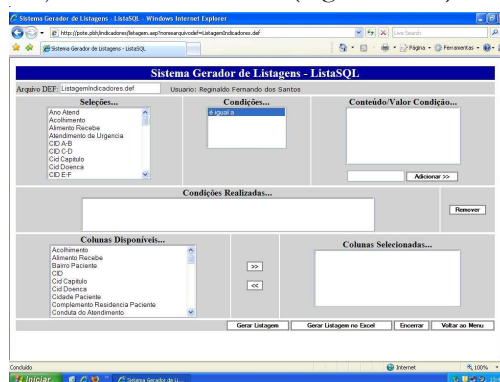 Sistema Gerador de Listagens - ListaSQL - Windows Internet Explorer
http://pote.pbh/indicadores/listagem.asp?nomearquivodef=ListagemIndicadores.def
Live Search
Sistema Gerador de Listagens - ListaSQL
Página
Ferramentas
Sistema Gerador de Listagens - ListaSQL
Arquivo DEF: ListagemIndicadores.def Usuario: Reginaldo Fernando dos Santos
Seleções...
Ano Atend
Acolhimento
Alimento Recebe
Atendimento de Urgencia
CID A-B
CID C-D
Cid Capitulo
Cid Doenca
CID E-F
Condições...
é igual a
Conteúdo/Valor Condição...
Adicionar >>
Condições Realizadas...
Remover
Colunas Disponíveis...
Acolhimento
Alimento Recebe
Bairro Paciente
CID
Cid Capitulo
Cid Doenca
Cidade Paciente
Complemento Residencia Paciente
Conduta do Atendimento
>>
<<
Colunas Selecionadas...
Gerar Listagem Gerar Listagem no Excel Encerrar Voltar ao Menu
Concluído Internet 100%
Iniciar Sistema Gerador de Li...